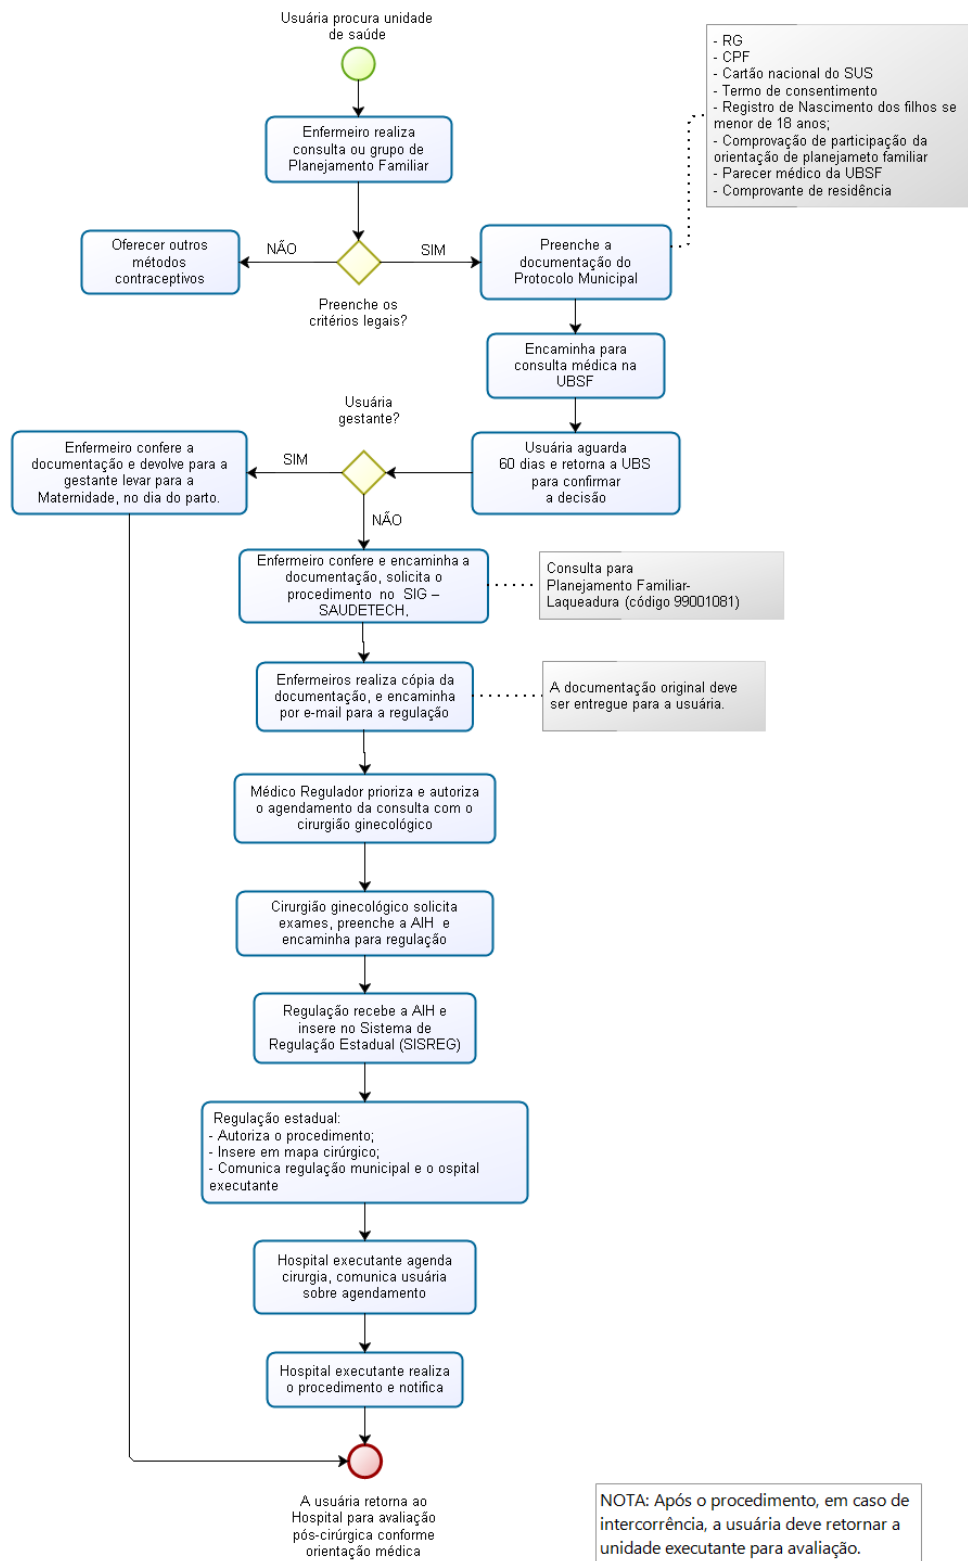 Usuária procura unidade
de saúde
- RG
- CPF
- Cartão nacional do SUS
- Termo de consentimento
- Registro de Nascimento dos filhos se
menor de 18 anos;
- Comprovação de participação da
orientação de planejameto familiar
- Parecer médico da UBSF
- Comprovante de residência
Enfermeiro realiza
consulta ou grupo de
Planejamento Familiar
Oferecer outros
métodos
contraceptivos
NÃO
SIM
Preenche a
documentação do
Protocolo Municipal
Preenche os
critérios legais?
Encaminha para
consulta médica na
UBSF
Usuária
gestante?
Enfermeiro confere a
documentação e devolve para a
gestante levar para a
Maternidade, no dia do parto.
SIM
Usuária aguarda
60 dias e retorna a UBS
para confirmar
a decisão
NÃO
Enfermeiro confere e encaminha a
documentação, solicita o
procedimento no SIG –
SAUDETECH,
Consulta para
Planejamento Familiar-
Laqueadura (código 99001081)
Enfermeiros realiza cópia da
documentação, e encaminha
por e-mail para a regulação
A documentação original deve
ser entregue para a usuária.
Médico Regulador prioriza e autoriza
o agendamento da consulta com o
cirurgião ginecológico
Cirurgião ginecológico solicita
exames, preenche a AIH e
encaminha para regulação
Regulação recebe a AIH e
insere no Sistema de
Regulação Estadual (SISREG)
Regulação estadual:
- Autoriza o procedimento;
- Insere em mapa cirúrgico;
- Comunica regulação municipal e o ospital
executante
Hospital executante agenda
cirurgia, comunica usuária
sobre agendamento
Hospital executante realiza
o procedimento e notifica
A usuária retorna ao
Hospital para avaliação
pós-cirúrgica conforme
orientação médica
NOTA: Após o procedimento, em caso de
intercorrência, a usuária deve retornar a
unidade executante para avaliação.